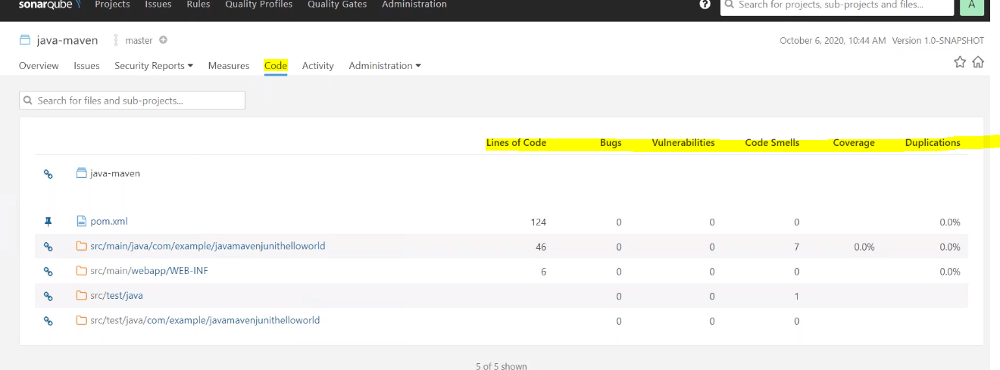 sonarqube Projects Issues Rules Quality Profiles Quality Gates Administration ? Search for projects, sub-projects and files... A
java-maven master October 6, 2020, 10:44 AM Version 1.0-SNAPSHOT
Overview Issues Security Reports Measures Code Activity Administration
Search for files and sub-projects...
Lines of Code Bugs Vulnerabilities Code Smells Coverage Duplications
java-maven
pom.xml 124 0 0 0 0.0%
src/main/java/com/example/javamavenjunithelloworld 46 0 0 7 0.0% 0.0%
src/main/webapp/WEB-INF 6 0 0 0 0.0%
src/test/java 0 0 1
src/test/java/com/example/javamavenjunithelloworld 0 0 0
5 of 5 shown